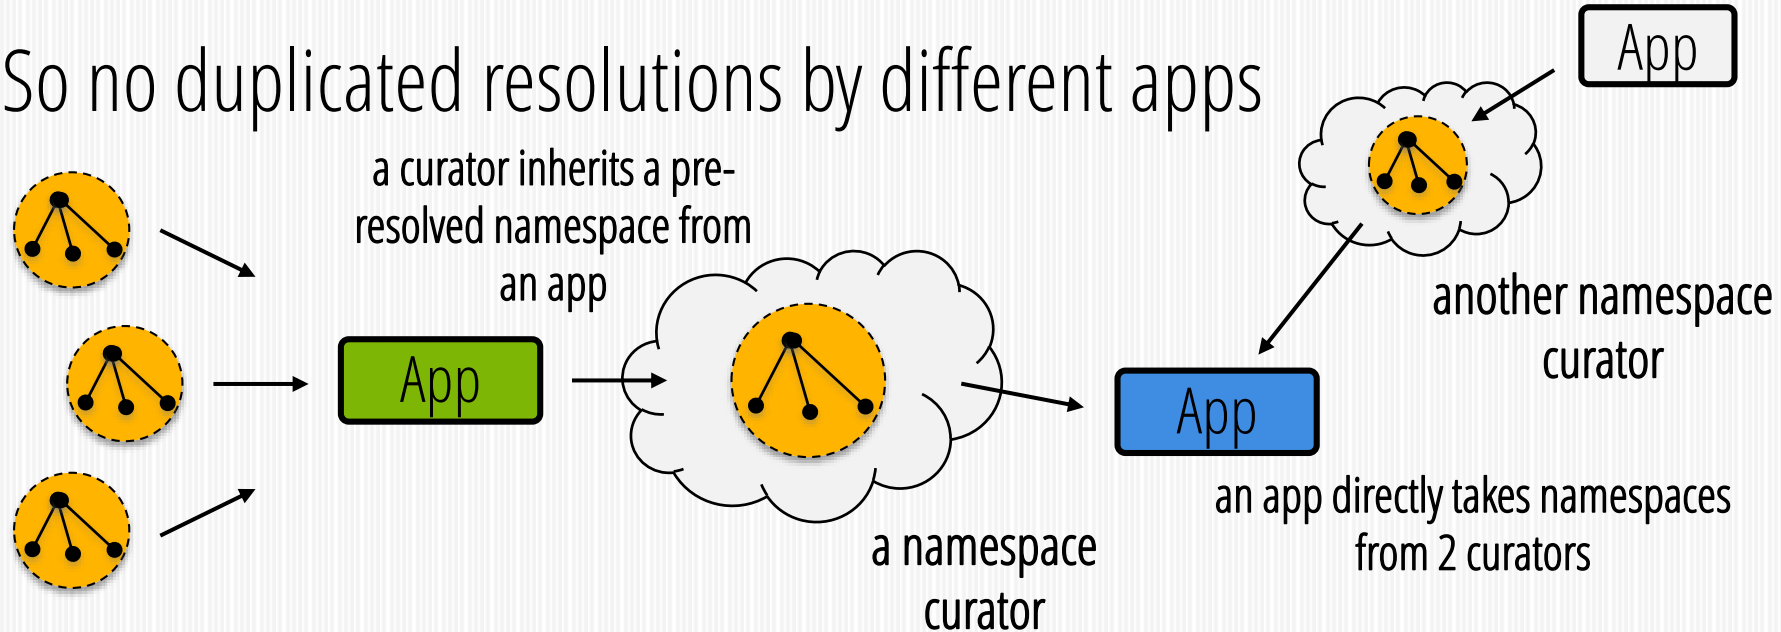 So no duplicated resolutions by different apps
App
a curator inherits a pre-
resolved namespace from
an app
another namespace
curator
App
App
an app directly takes namespaces
from 2 curators
a namespace
curator